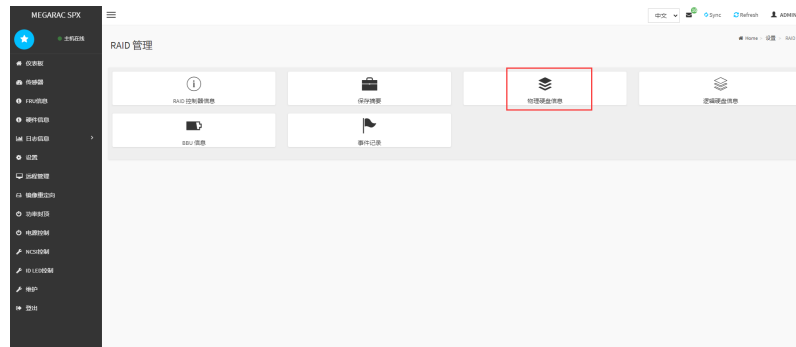 MEGARAC SPX
中文
Sync
Refresh
ADMIN
主机在线
RAID 管理
Home
设置
RAID
仪表板
传感器
FRU信息
硬件信息
日志信息
设置
远程管理
镜像重定向
功率封顶
电源控制
NCSI控制
ID LED控制
维护
登出
RAID 控制器信息
保存摘要
物理硬盘信息
逻辑硬盘信息
BBU 信息
事件记录